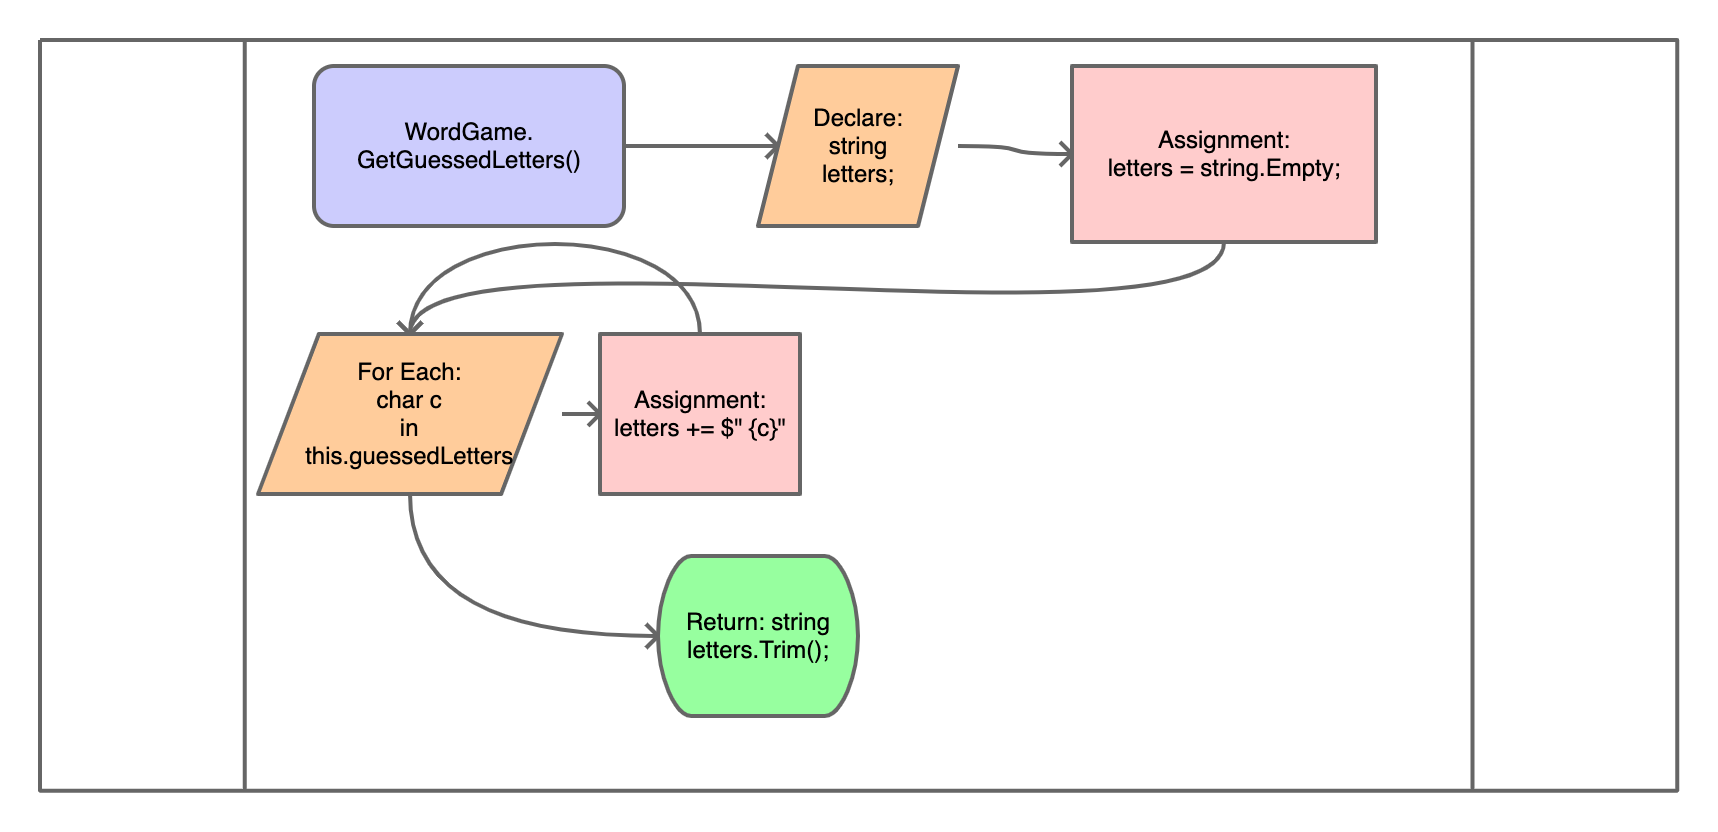 WordGame.
GetGuessedLetters()
Declare:
string
letters;
Assignment:
letters = string.Empty;
For Each:
char c
in
this.guessedLetters
Assignment:
letters += $" {c}"
Return: string
letters.Trim();